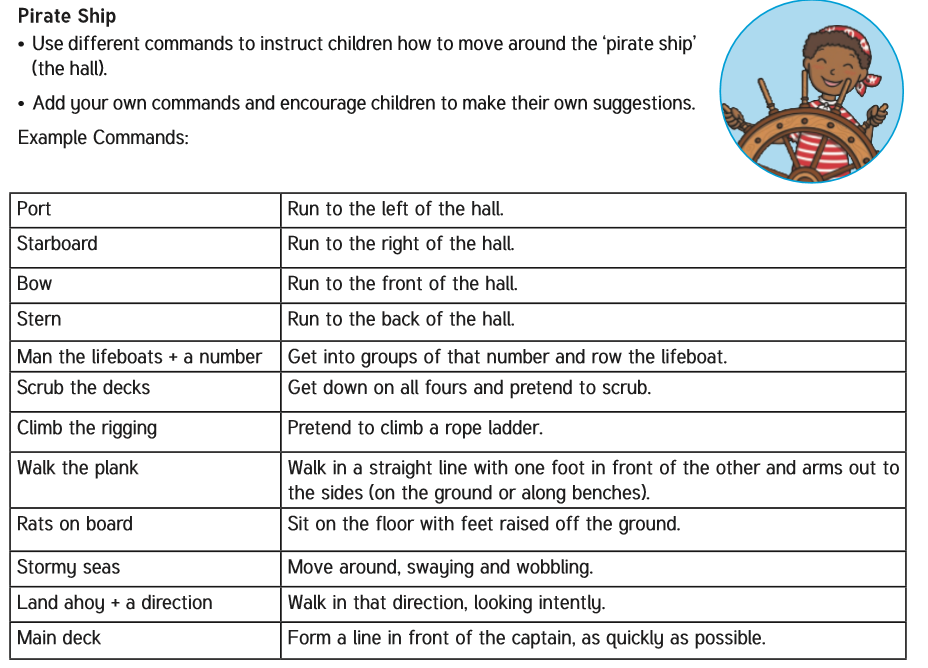 Pirate Ship
• Use different commands to instruct children how to move around the ‘pirate ship’
(the hall).
• Add your own commands and encourage children to make their own suggestions.
Example Commands:
Port Run to the left of the hall.
Starboard Run to the right of the hall.
Bow Run to the front of the hall.
Stern Run to the back of the hall.
Man the lifeboats + a number Get into groups of that number and row the lifeboat.
Scrub the decks Get down on all fours and pretend to scrub.
Climb the rigging Pretend to climb a rope ladder.
Walk the plank Walk in a straight line with one foot in front of the other and arms out to
the sides (on the ground or along benches).
Rats on board Sit on the floor with feet raised off the ground.
Stormy seas Move around, swaying and wobbling.
Land ahoy + a direction Walk in that direction, looking intently.
Main deck Form a line in front of the captain, as quickly as possible.